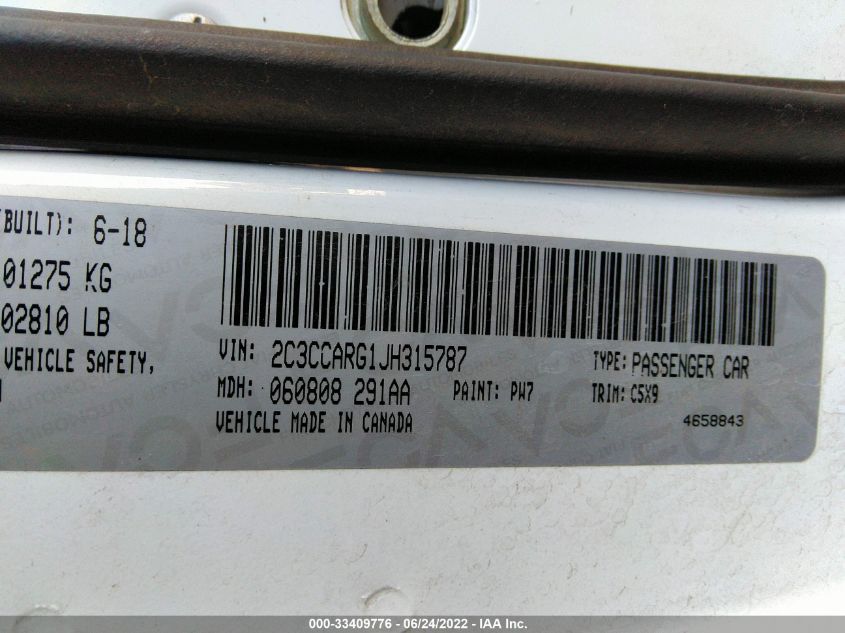 (BUILT): 6-18
01275 KG
02810 LB
VEHICLE SAFETY,
VIN: 2C3CCARG1JH315787 TYPE: PASSENGER CAR
MDH: 060808 291AA PAINT: PW7 TRIM: C5X9
VEHICLE MADE IN CANADA 4658843
000-33409776 - 06/24/2022 - IAA Inc.